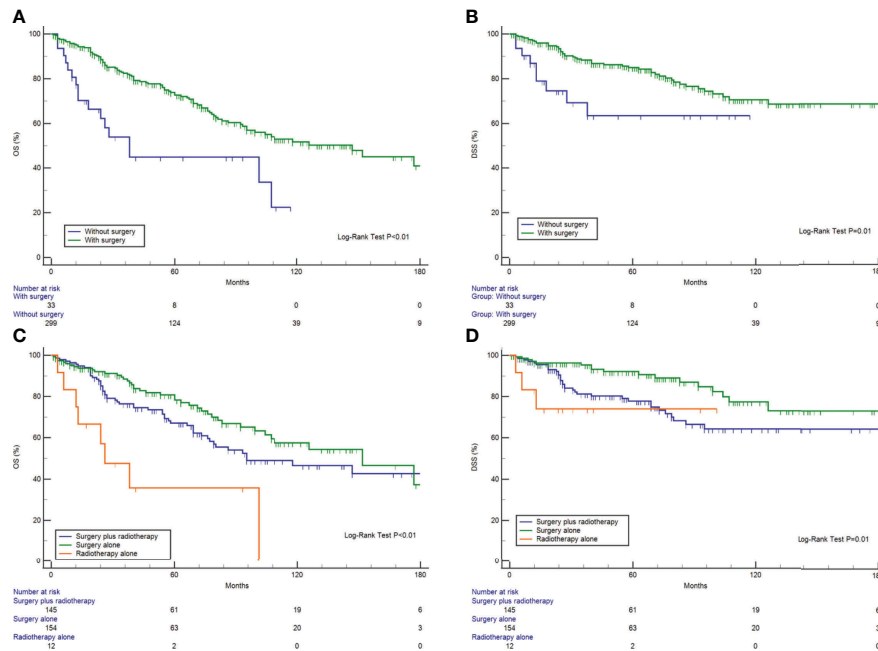 A
100
80
60
40
20
0
OS (%)
Without surgery
With surgery
Log-Rank Test P<0.01
0 60 120 180
Months
Number at risk
With surgery
33 8 0 0
Without surgery
299 124 39 9
B
100
80
60
40
20
0
DSS (%)
Without surgery
With surgery
Log-Rank Test P=0.01
0 60 120 180
Months
Number at risk
Group: Without surgery
33 8 0 0
Group: With surgery
299 124 39 9
C
100
80
60
40
20
0
OS (%)
Surgery plus radiotherapy
Surgery alone
Radiotherapy alone
Log-Rank Test P<0.01
0 60 120 180
Months
Number at risk
Surgery plus radiotherapy
145 61 19 6
Surgery alone
154 63 20 3
Radiotherapy alone
12 2 0 0
D
100
80
60
40
20
0
DSS (%)
Surgery plus radiotherapy
Surgery alone
Radiotherapy alone
Log-Rank Test P=0.01
0 60 120 180
Months
Number at risk
Surgery plus radiotherapy
145 61 19 6
Surgery alone
154 63 20 3
Radiotherapy alone
12 2 0 0